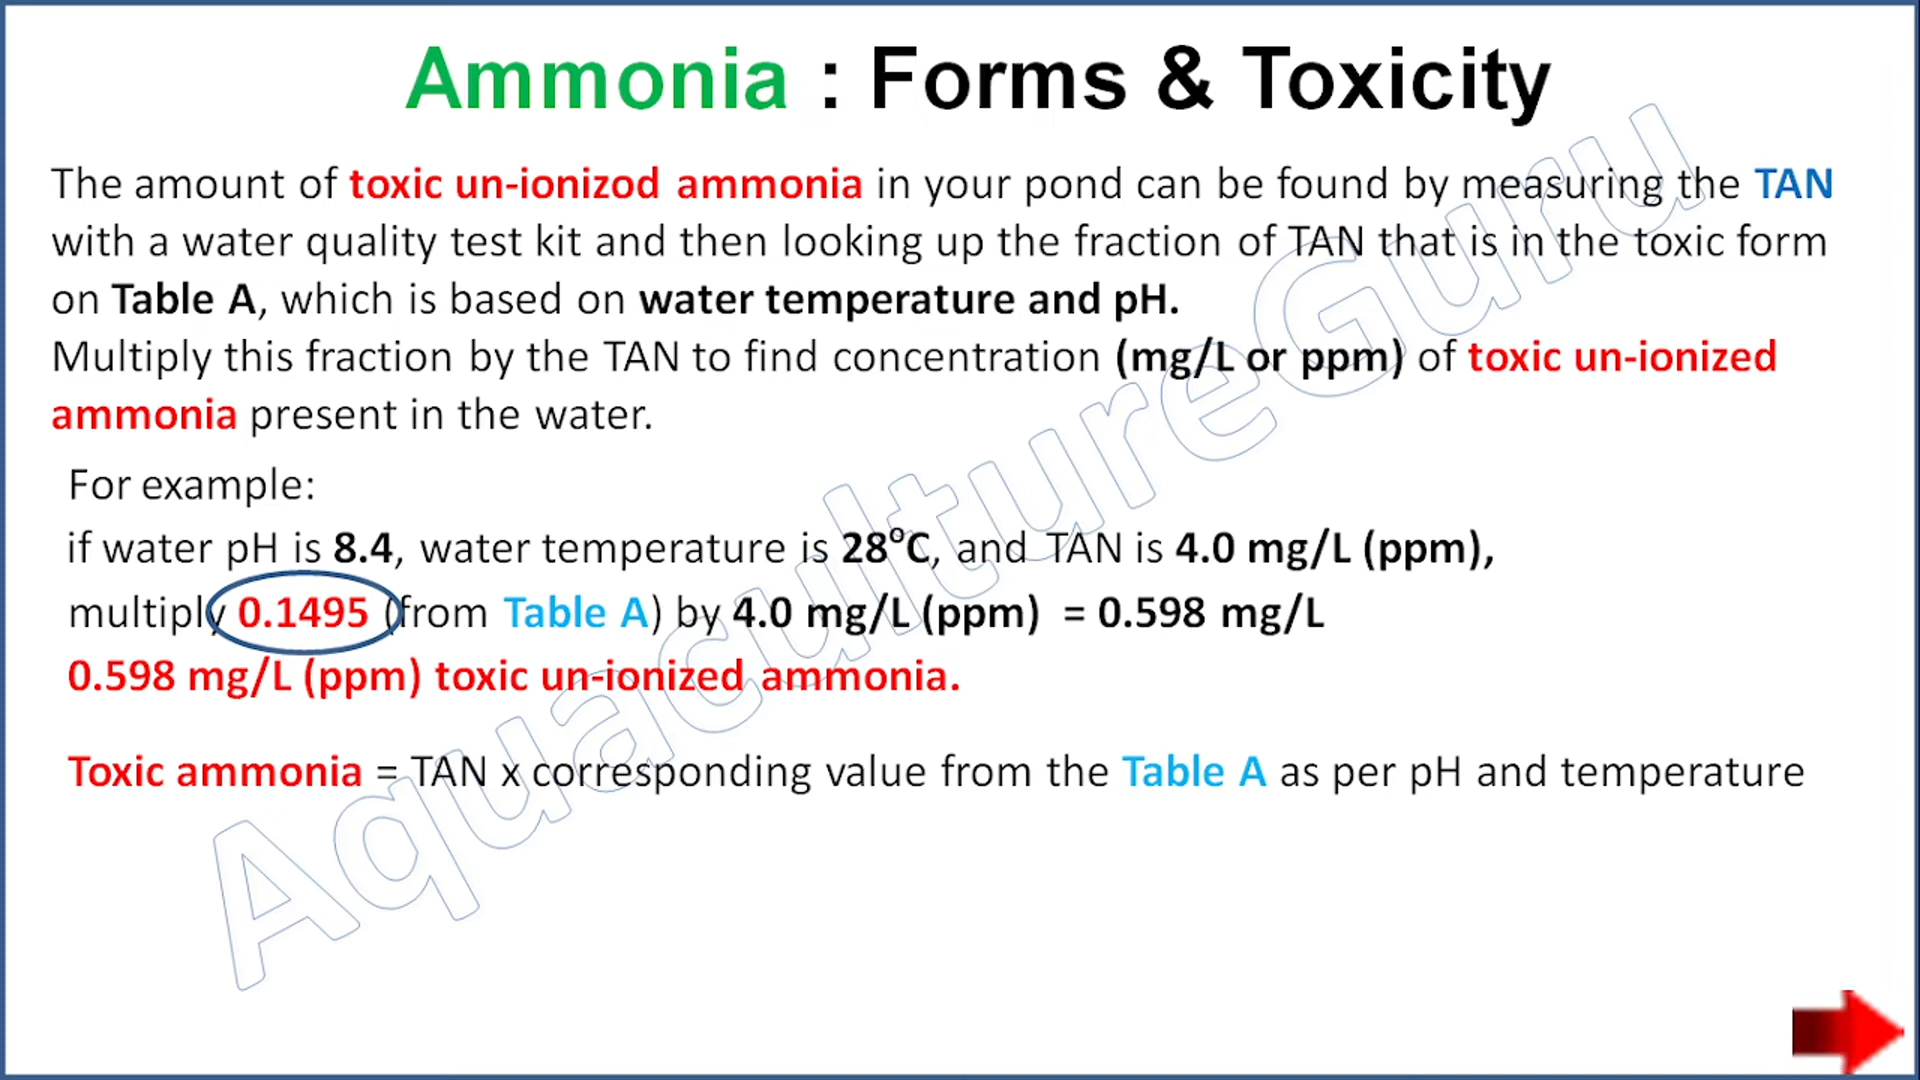 Ammonia : Forms & Toxicity
The amount of toxic un-ionizod ammonia in your pond can be found by measuring the TAN
with a water quality test kit and then looking up the fraction of TAN that is in the toxic form
on Table A, which is based on water temperature and pH.
Multiply this fraction by the TAN to find concentration (mg/L or ppm) of toxic un-ionized
ammonia present in the water.
For example:
if water pH is 8.4, water temperature is 28°C, and TAN is 4.0 mg/L (ppm),
multiply 0.1495 (from Table A) by 4.0 mg/L (ppm) = 0.598 mg/L
0.598 mg/L (ppm) toxic un-ionized ammonia.
Toxic ammonia = TAN x corresponding value from the Table A as per pH and temperature
AquacultureGuru